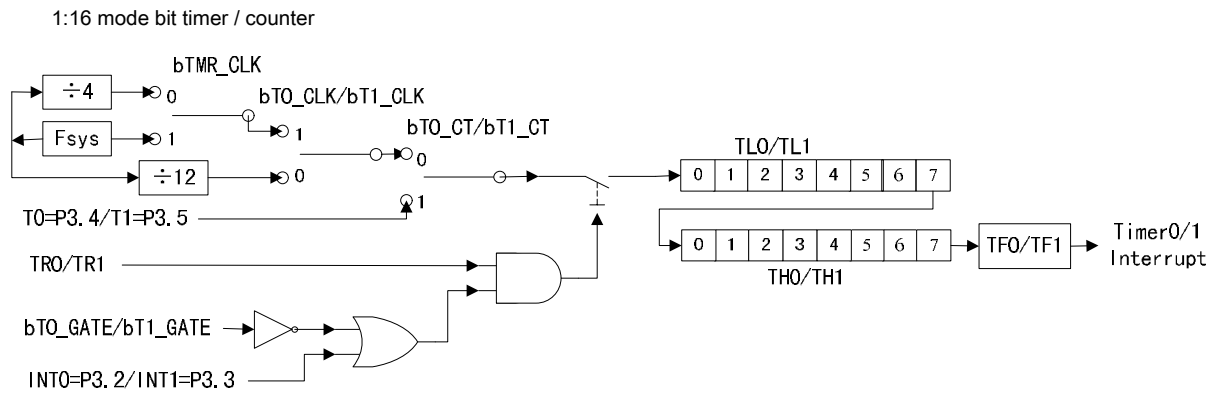 1:16 mode bit timer / counter
bTMR_CLK
÷4
0
bT0_CLK/bT1_CLK
Fsys
1
1
bT0_CT/bT1_CT
0
÷12
0
TL0/TL1
0 1 2 3 4 5 6 7
T0=P3.4/T1=P3.5
1
0 1 2 3 4 5 6 7
TF0/TF1
Timer0/1
Interrupt
TH0/TH1
TR0/TR1
bT0_GATE/bT1_GATE
INT0=P3.2/INT1=P3.3